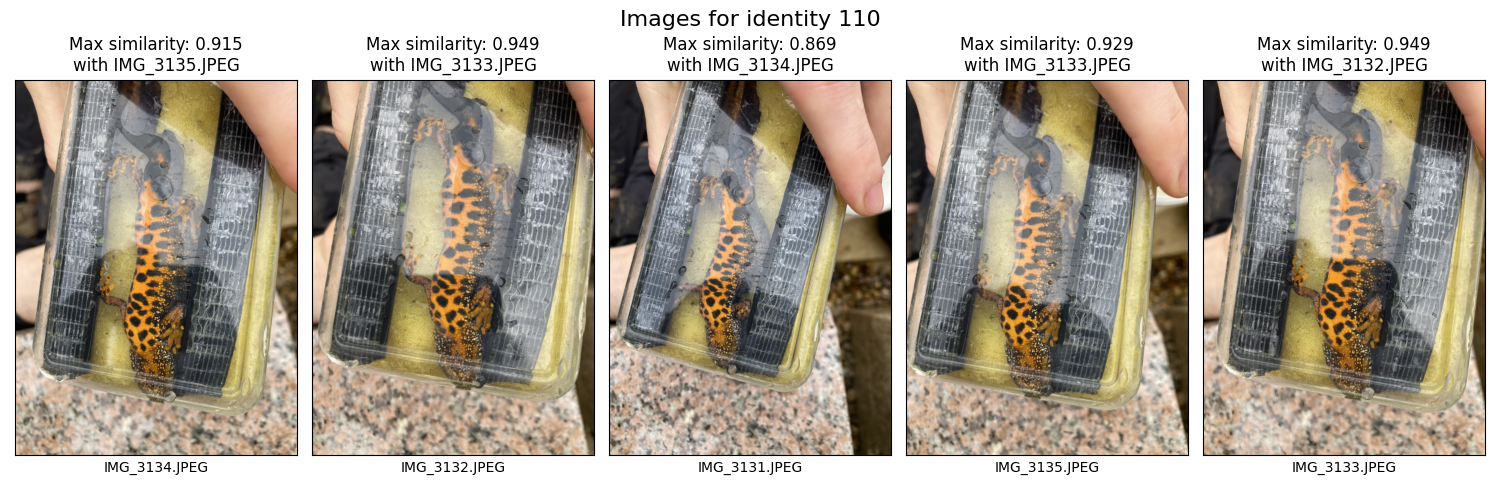 Images for identity 110
Max similarity: 0.915
with IMG_3135.JPEG
Max similarity: 0.949
with IMG_3133.JPEG
Max similarity: 0.869
with IMG_3134.JPEG
Max similarity: 0.929
with IMG_3133.JPEG
Max similarity: 0.949
with IMG_3132.JPEG
IMG_3134.JPEG
IMG_3132.JPEG
IMG_3131.JPEG
IMG_3135.JPEG
IMG_3133.JPEG